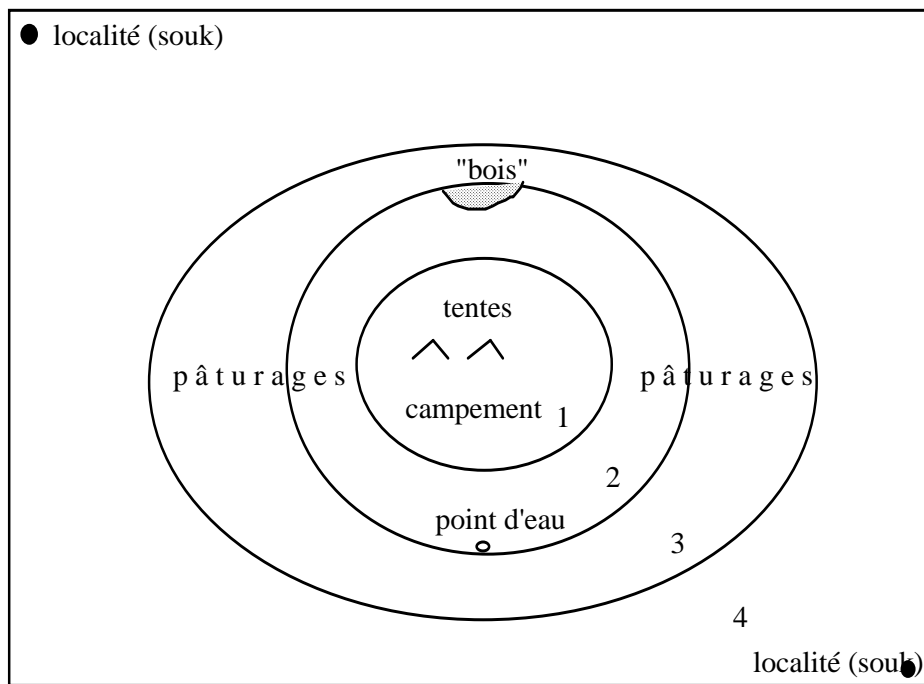 localité (souk)
"bois"
tentes
pâturages pâturages
campement 1
2
point d'eau
3
4
localité (souk)